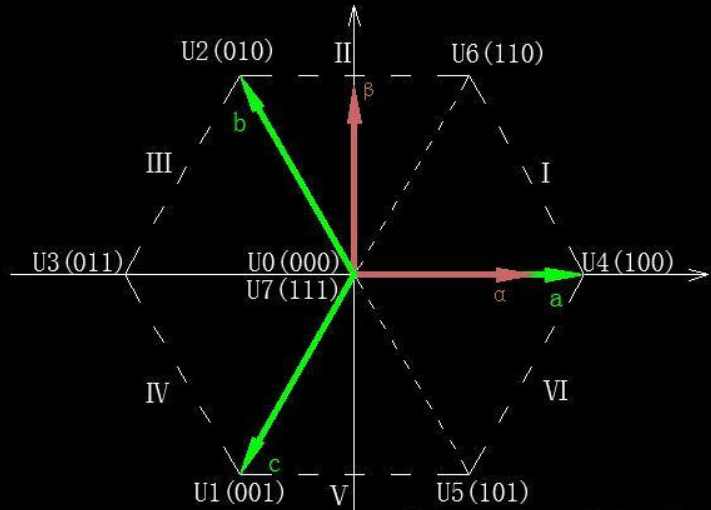 U2(010)
II
U6(110)
β
b
III
I
U3(011)
U0(000)
U4(100)
U7(111)
α
a
IV
VI
c
U1(001)
V
U5(101)